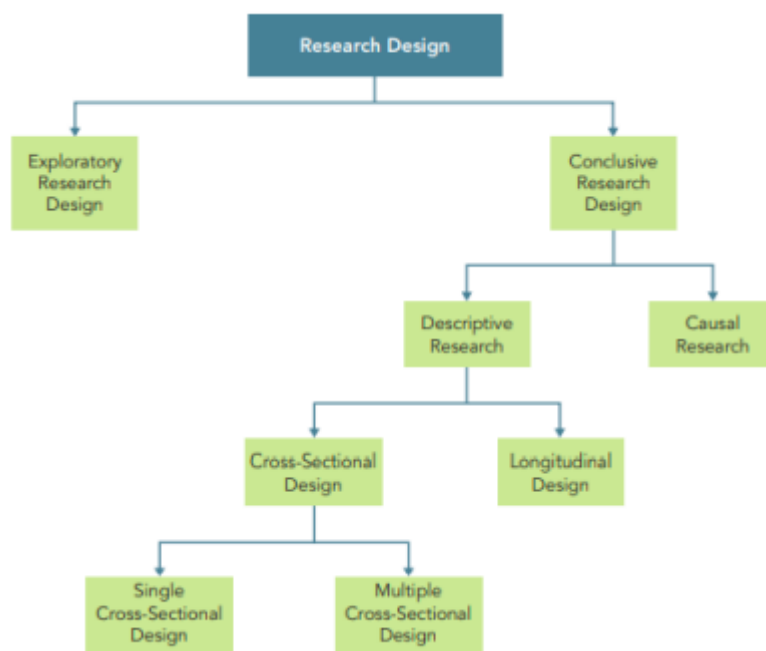 Research Design
Exploratory
Research
Design
Conclusive
Research
Design
Descriptive
Research
Causal
Research
Cross-Sectional
Design
Longitudinal
Design
Single
Cross-Sectional
Design
Multiple
Cross-Sectional
Design